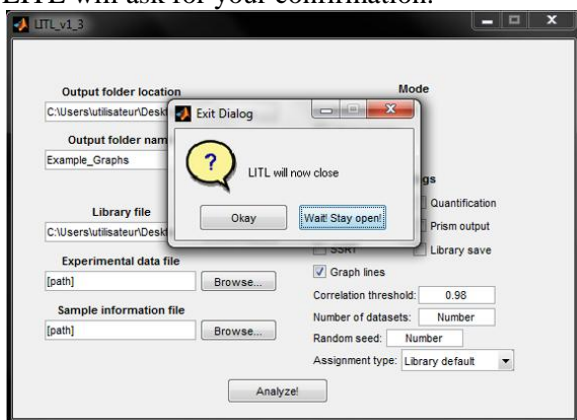 LITL will ask for your confirmation.
LITL_v1_3
Output folder location
Mode
C:\Users\utilisateur\Deskt
Exit Dialog
Output folder nam
Example_Graphs
?
LITL will now close
gs
Quantification
Okay
Wait! Stay open!
Library file
Prism output
C:\Users\utilisateur\Deskt
Library save
Experimental data file
Graph lines
[path]
Browse...
Correlation threshold: 0.98
Number of datasets: Number
Sample information file
[path]
Browse...
Random seed: Number
Assignment type: Library default
Analyze!